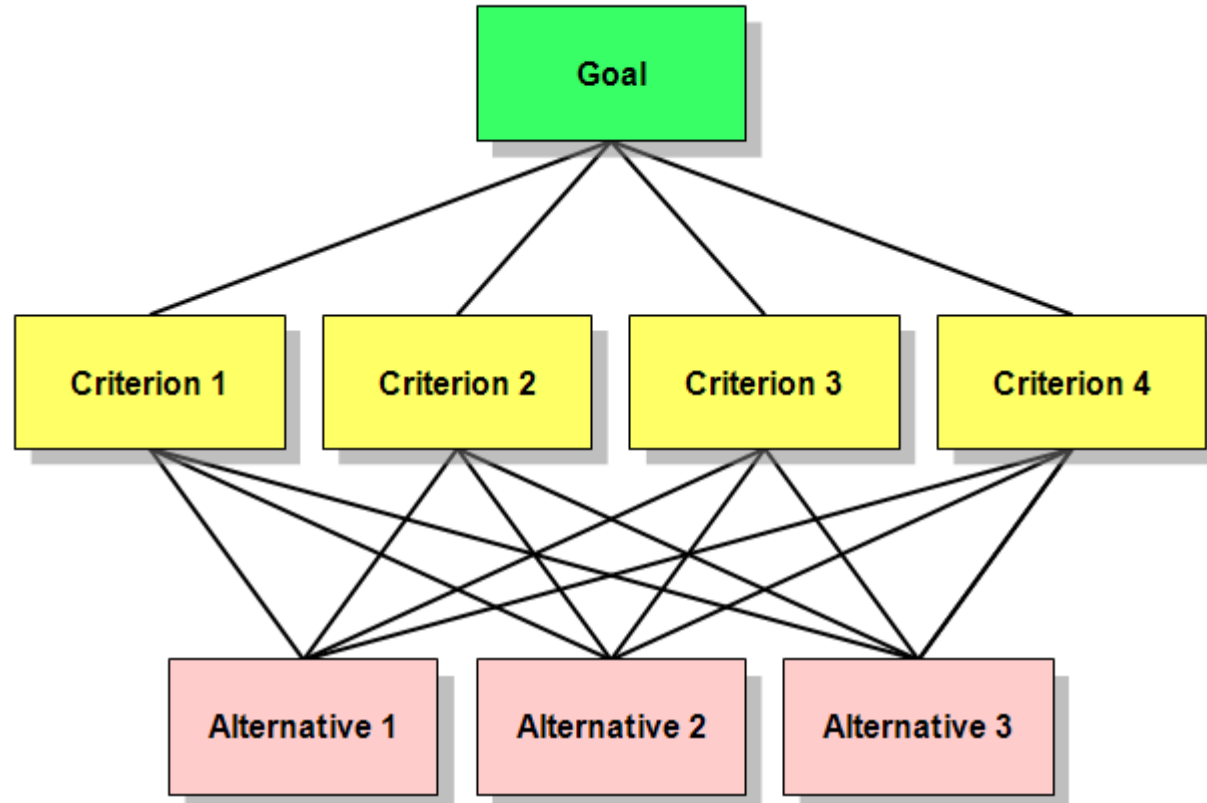 Goal
Criterion 1
Criterion 2
Criterion 3
Criterion 4
Alternative 1
Alternative 2
Alternative 3